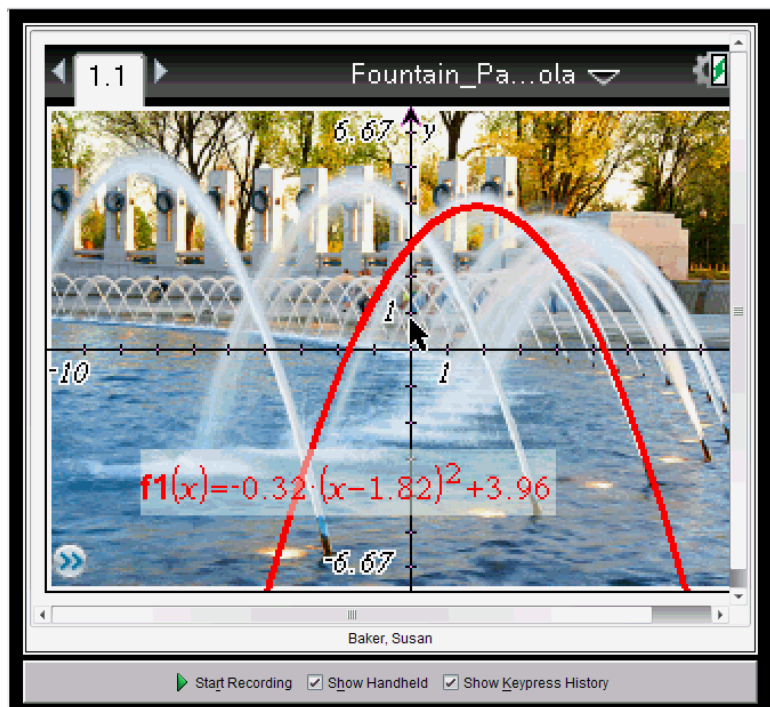 1.1
Fountain_Pa...ola
6.67
y
1
-10
1
f1(x)=-0.32·(x-1.82)²+3.96
-6.67
Baker, Susan
Start Recording
Show Handheld
Show Keypress History